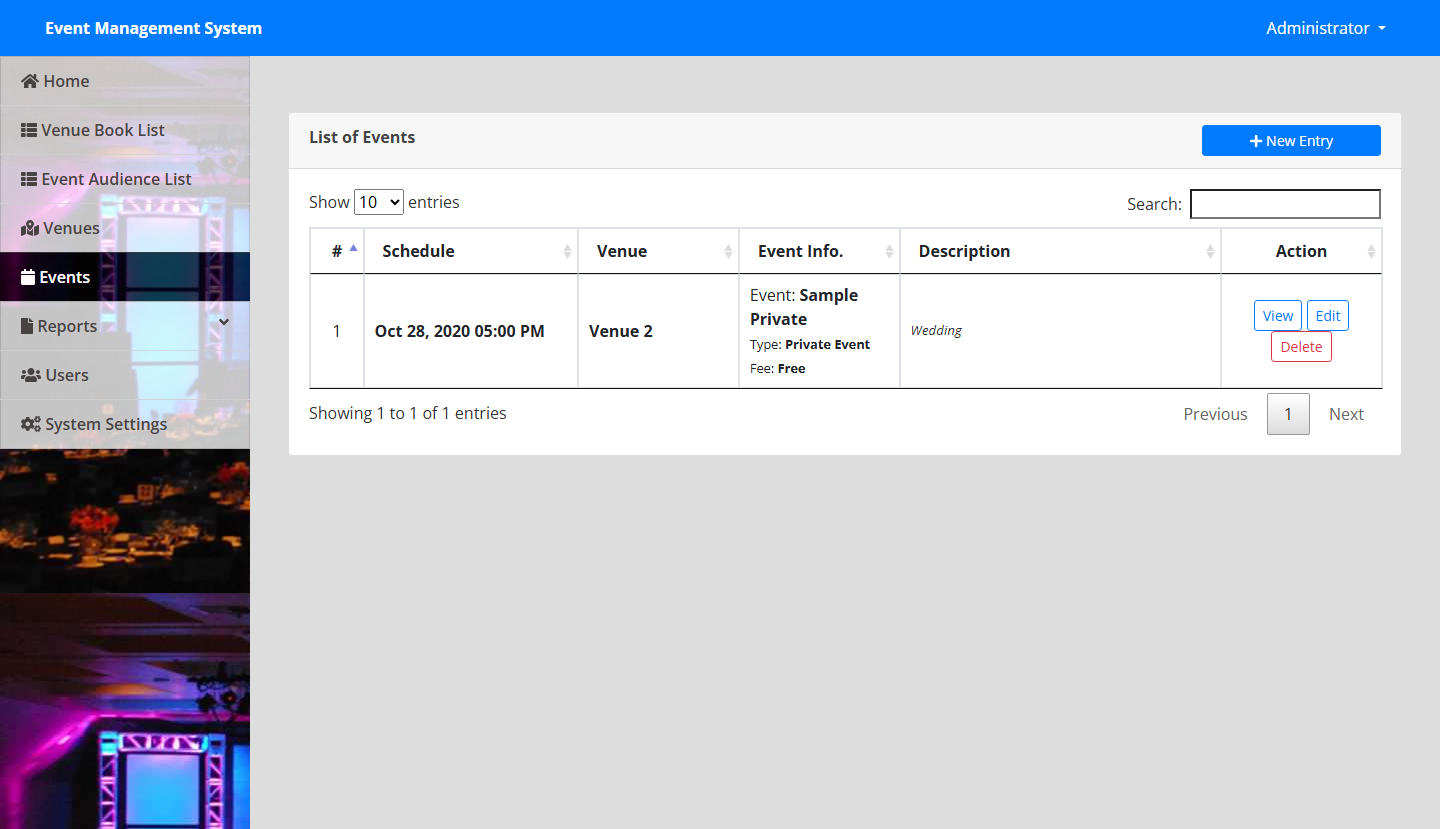 Event Management System
Administrator
Home
Venue Book List
Event Audience List
Venues
Events
Reports
Users
System Settings
List of Events
New Entry
Show 10 entries
Search:
# Schedule Venue Event Info. Description Action
1 Oct 28, 2020 05:00 PM Venue 2
Event: Sample
Private
Type: Private Event
Fee: Free
Wedding
View Edit
Delete
Showing 1 to 1 of 1 entries
Previous 1 Next